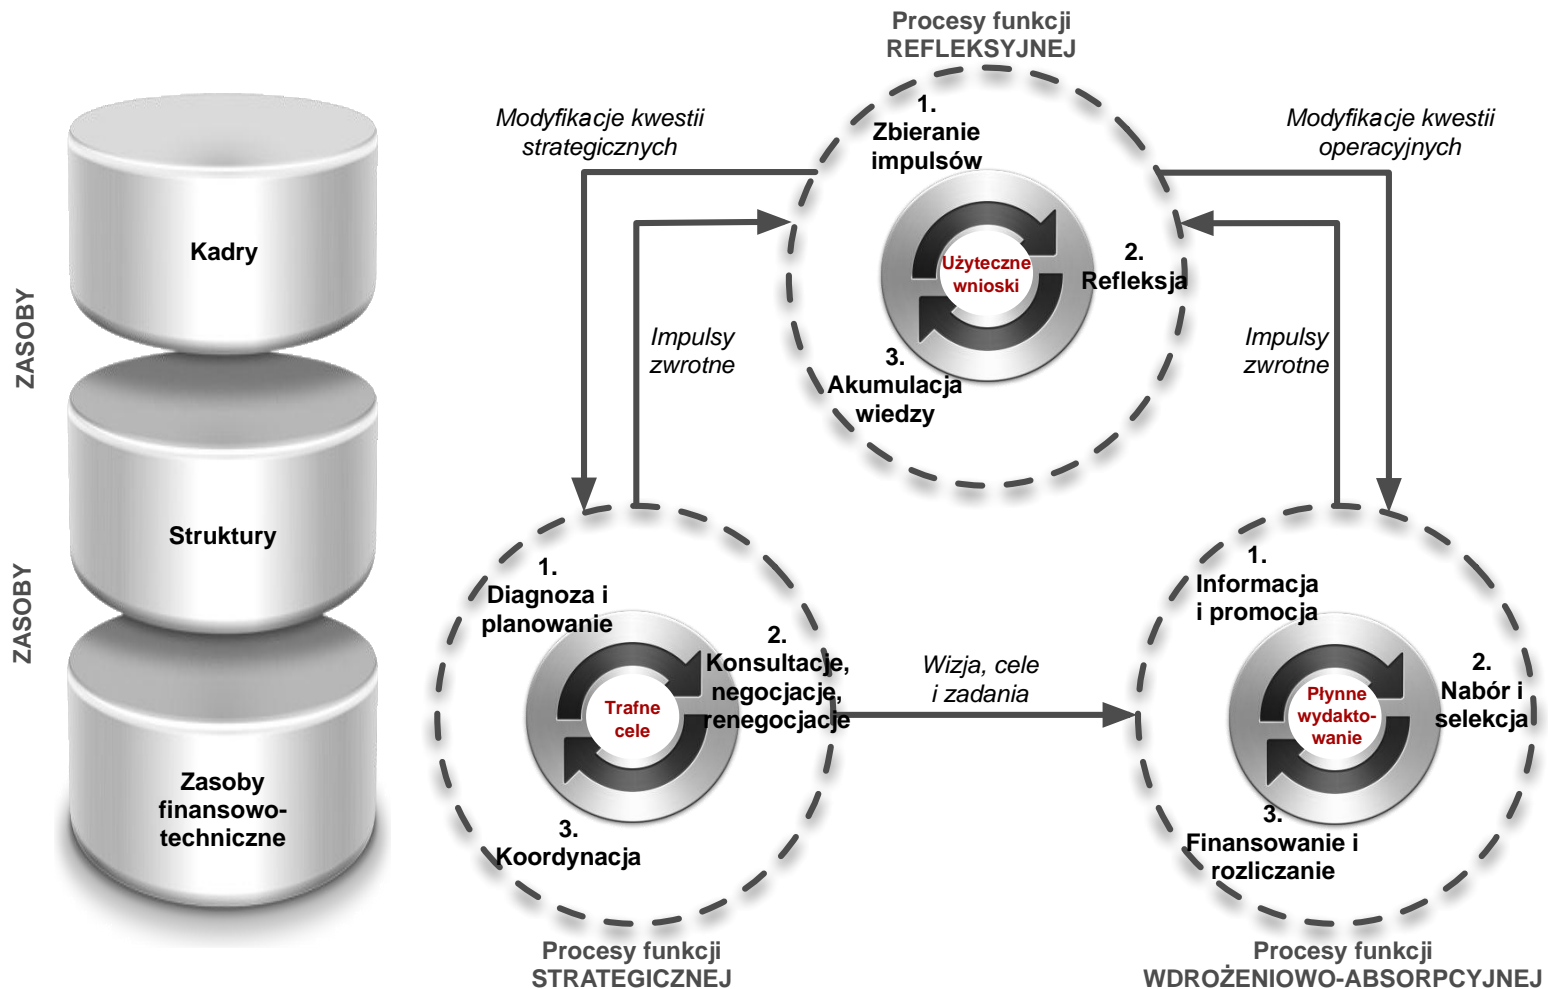 Procesy funkcji
REFLEKSYJNEJ
Modyfikacje kwestii
strategicznych
1.
Zbieranie
impulsów
Modyfikacje kwestii
operacyjnych
Kadry
Użyteczne
wnioski
2.
Refleksja
ZASOBY
Impulsy
zwrotne
3.
Akumulacja
wiedzy
Impulsy
zwrotne
Struktury
ZASOBY
1.
Diagnoza i
planowanie
2.
Konsultacje,
negocjacje,
renegocjacje
Trafne
cele
Wizja, cele
i zadania
1.
Informacja
i promocja
2.
Nabór i
selekcja
Płynne
wydakto-
wanie
Zasoby
finansowo-
techniczne
3.
Koordynacja
3.
Finansowanie i
rozliczanie
Procesy funkcji
STRATEGICZNEJ
Procesy funkcji
WDROŻENIOWO-ABSORPCYJNEJ